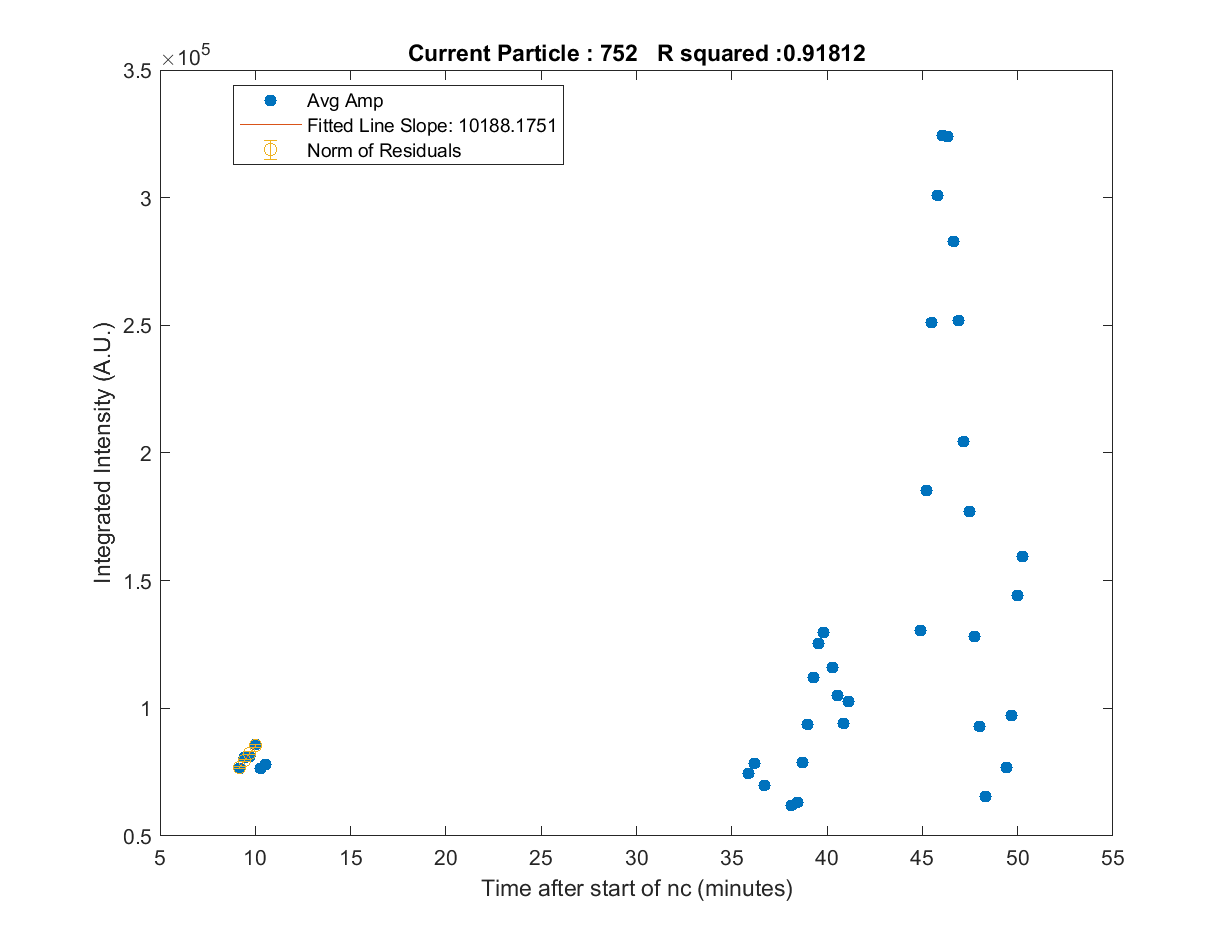 Current Particle : 752 R squared :0.91812
×10^5
Avg Amp
Fitted Line Slope: 10188.1751
Norm of Residuals
3.5
3
2.5
2
1.5
1
0.5
Integrated Intensity (A.U.)
5 10 15 20 25 30 35 40 45 50 55
Time after start of nc (minutes)